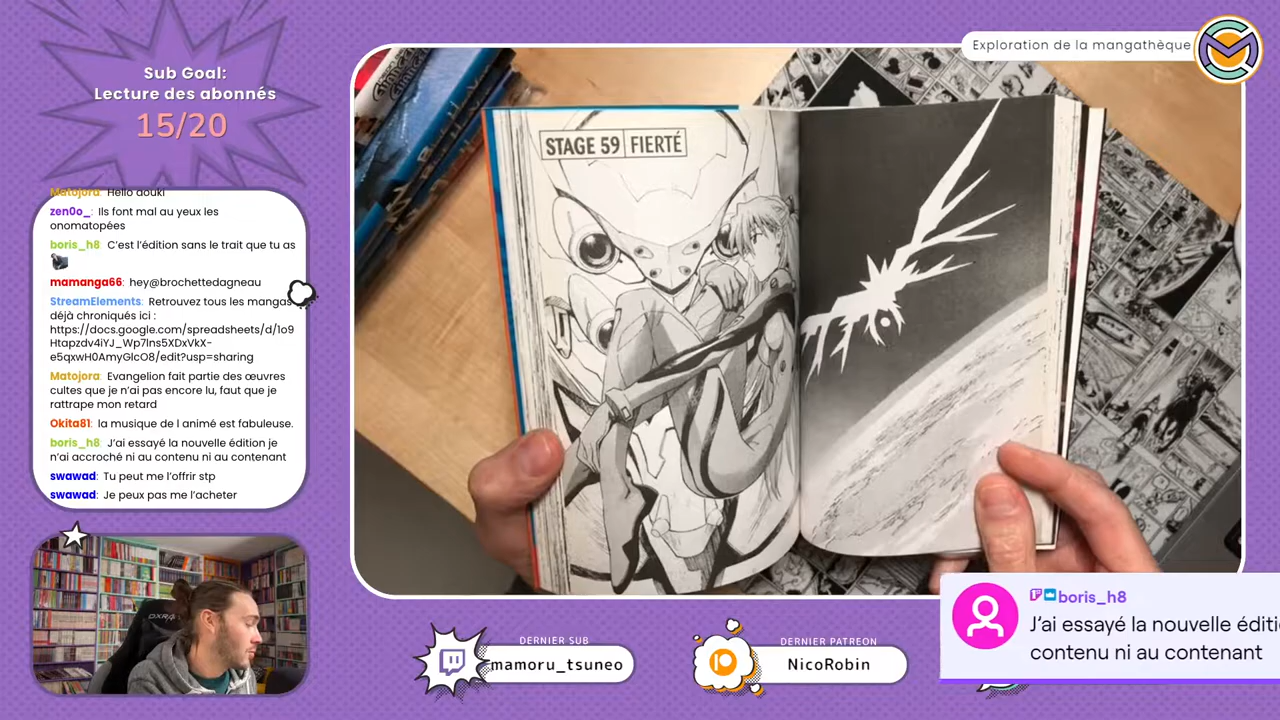 Sub Goal:
Lecture des abonnés
15/20
Matojora: Hello douki
zen0o_: Ils font mal au yeux les
onomatopées
boris_h8 C'est l'édition sans le trait que tu as
mamanga66: hey@brochettedagneau
StreamElements: Retrouvez tous les mangas
déjà chroniqués ici :
https://docs.google.com/spreadsheets/d/1o9
e5qxwH0AmyGlcO8/edit?usp=sharing
Matojora: Evangelion fait partie des œuvres
cultes que je n'ai pas encore lu, faut que je
rattrape mon retard
Okita81: la musique de l animé est fabuleuse.
boris_h8: J'ai essayé la nouvelle édition je
n'ai accroché ni au contenu ni au contenant
swawad: Tu peut me l'offrir stp
swawad: Je peux pas me l'acheter
Exploration de la mangathèque
STAGE 59 FIERTÉ
DERNIER SUB
mamoru_tsuneo
DERNIER PATREON
NicoRobin
boris_h8
J'ai essayé la nouvelle éditi
contenu ni au contenant